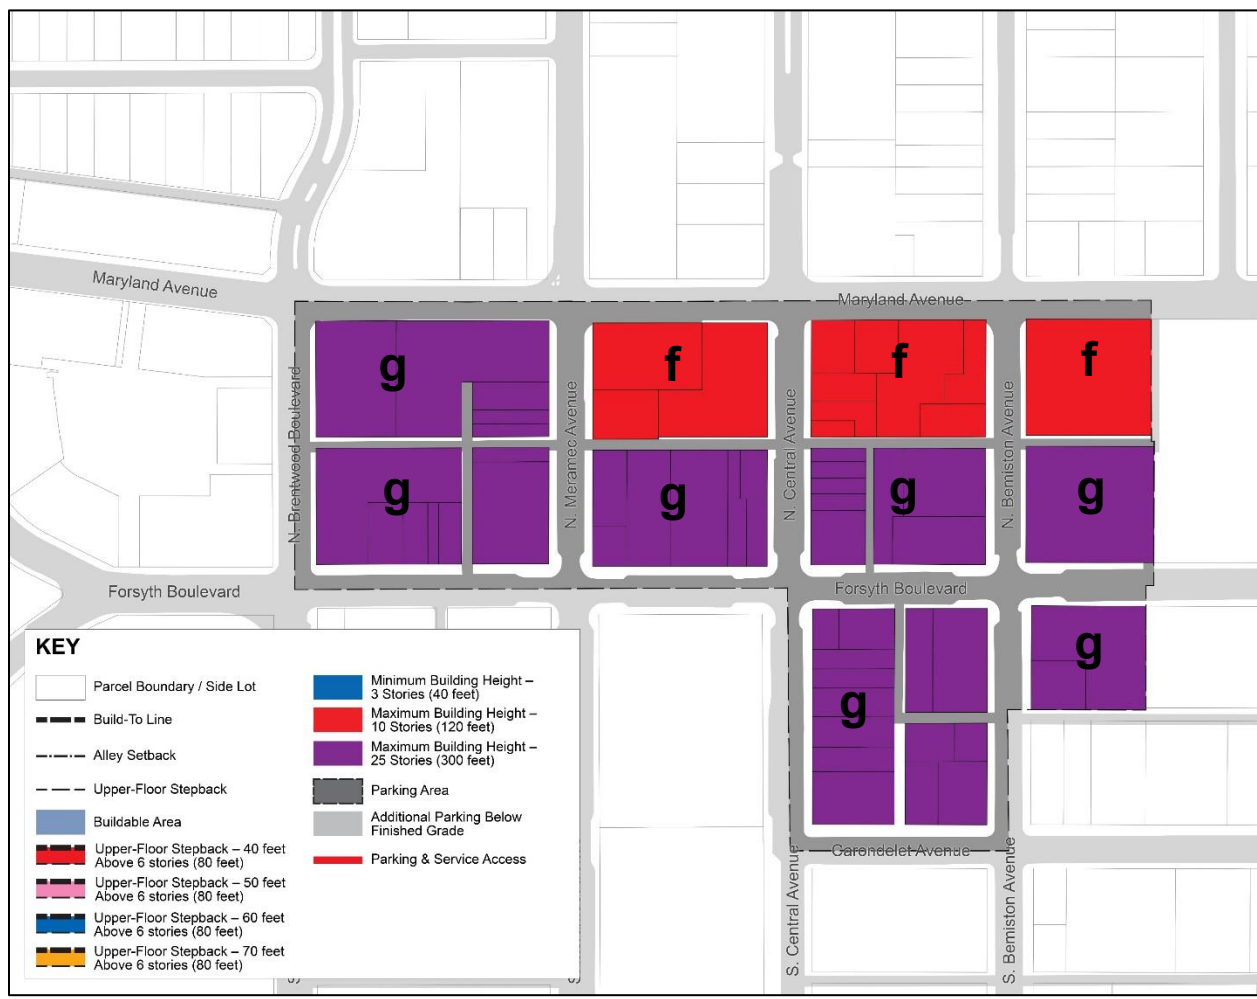 Maryland Avenue
Maryland Avenue
g
f
f
f
N. Brentwood Boulevard
N. Meramec Avenue
N. Central Avenue
N. Bemiston Avenue
g
g
g
g
Forsyth Boulevard
Forsyth Boulevard
g
g
Carondelet Avenue
S. Central Avenue
S. Bemiston Avenue
KEY
Parcel Boundary / Side Lot
Build-To Line
Alley Setback
Upper-Floor Stepback
Buildable Area
Upper-Floor Stepback – 40 feet
Above 6 stories (80 feet)
Upper-Floor Stepback – 50 feet
Above 6 stories (80 feet)
Upper-Floor Stepback – 60 feet
Above 6 stories (80 feet)
Upper-Floor Stepback – 70 feet
Above 6 stories (80 feet)
Minimum Building Height –
3 Stories (40 feet)
Maximum Building Height –
10 Stories (120 feet)
Maximum Building Height –
25 Stories (300 feet)
Parking Area
Additional Parking Below
Finished Grade
Parking & Service Access